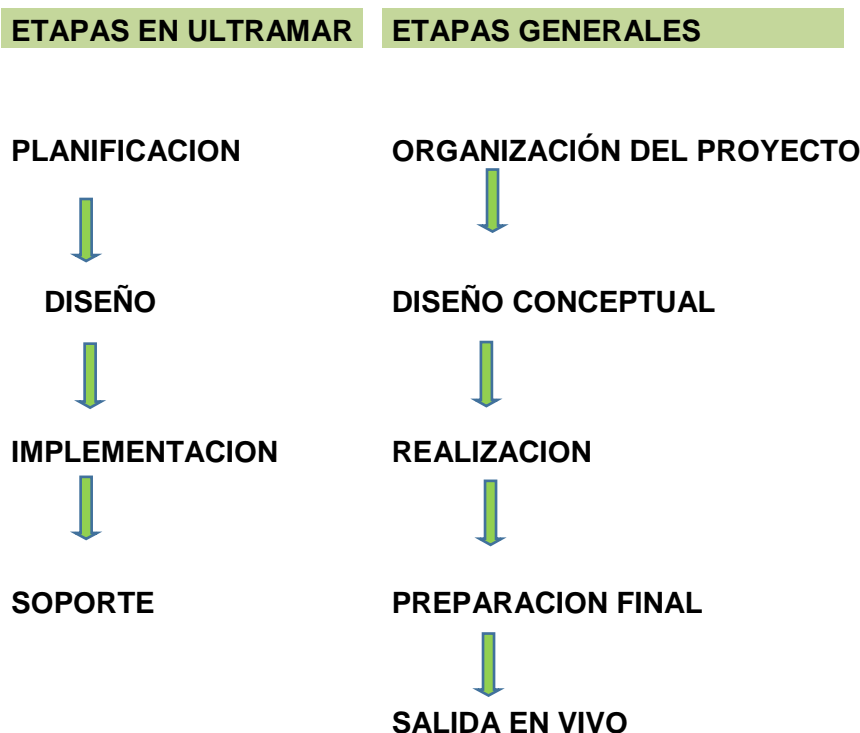 ETAPAS EN ULTRAMAR
ETAPAS GENERALES
PLANIFICACION
ORGANIZACIÓN DEL PROYECTO
DISEÑO
DISEÑO CONCEPTUAL
IMPLEMENTACION
REALIZACION
SOPORTE
PREPARACION FINAL
SALIDA EN VIVO